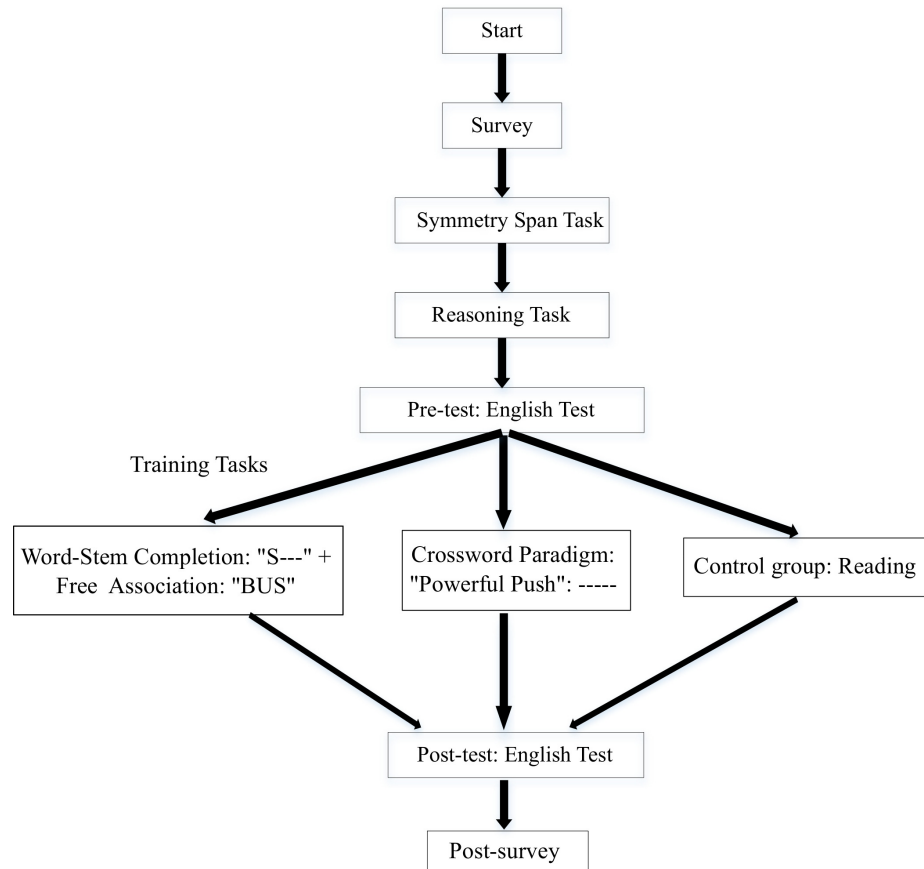 Start
Survey
Symmetry Span Task
Reasoning Task
Pre-test: English Test
Training Tasks
Word-Stem Completion: "S---" +
Free Association: "BUS"
Crossword Paradigm:
"Powerful Push": -----
Control group: Reading
Post-test: English Test
Post-survey